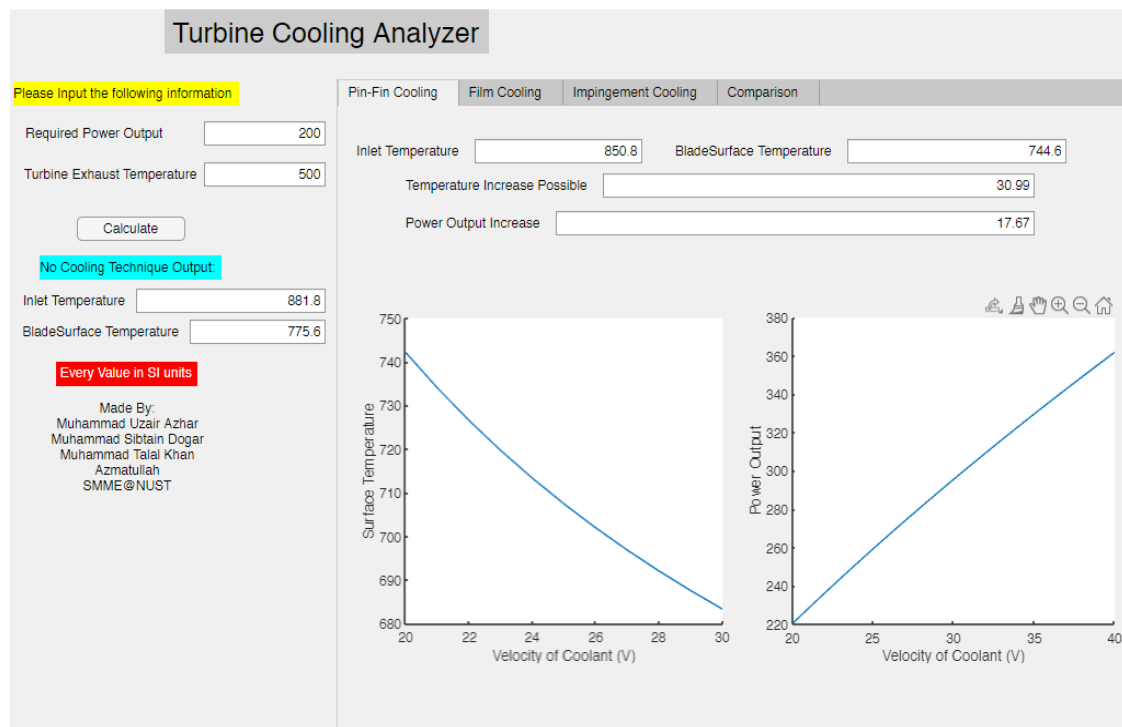 Turbine Cooling Analyzer
Please Input the following information
Required Power Output 200
Turbine Exhaust Temperature 500
Calculate
No Cooling Technique Output:
Inlet Temperature 881.8
BladeSurface Temperature 775.6
Every Value in SI units
Made By:
Muhammad Uzair Azhar
Muhammad Sibtain Dogar
Muhammad Talal Khan
Azmatullah
SMME@NUST
Pin-Fin Cooling Film Cooling Impingement Cooling Comparison
Inlet Temperature 850.8 BladeSurface Temperature 744.6
Temperature Increase Possible 30.99
Power Output Increase 17.67
750
740
730
720
710
700
690
680
Surface Temperature
20 22 24 26 28 30
Velocity of Coolant (V)
380
360
340
320
300
280
260
240
220
Power Output
20 25 30 35 40
Velocity of Coolant (V)